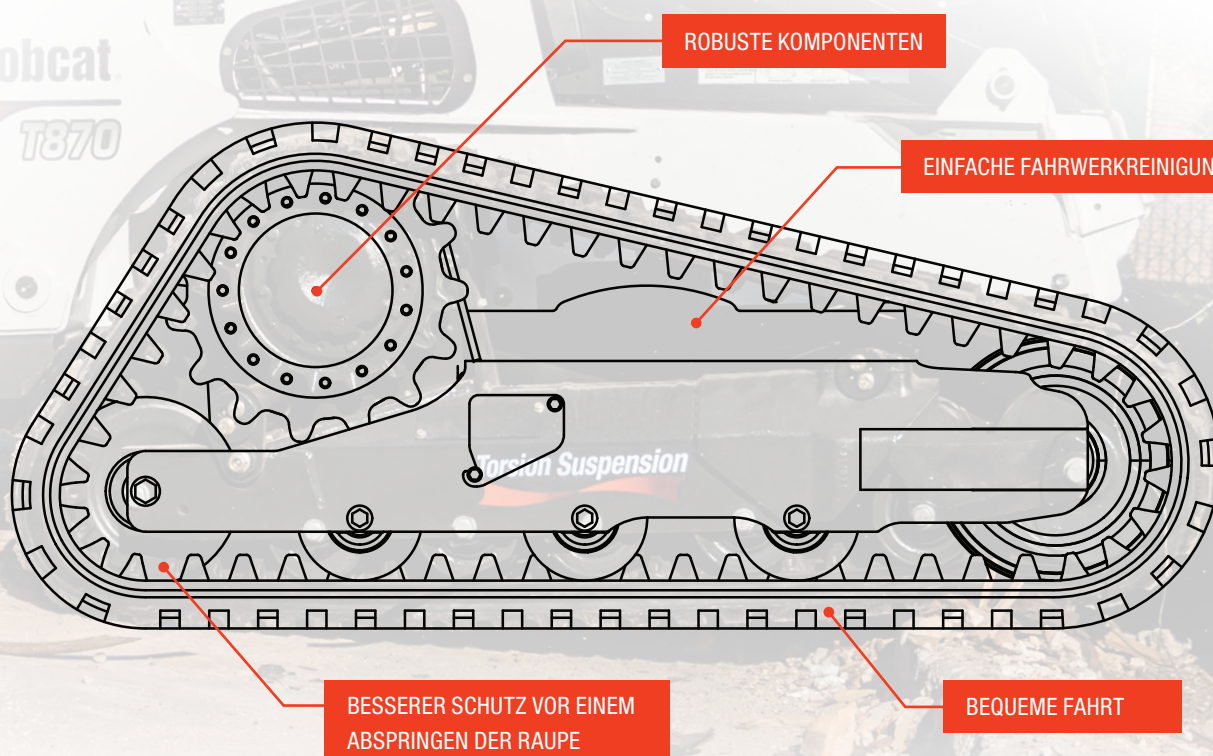 ROBUSTE KOMPONENTEN
obcat
T870
EINFACHE FAHRWERKREINIGUN
Torsion Suspension
BESSERER SCHUTZ VOR EINEM
ABSPRINGEN DER RAUPE
BEQUEME FAHRT